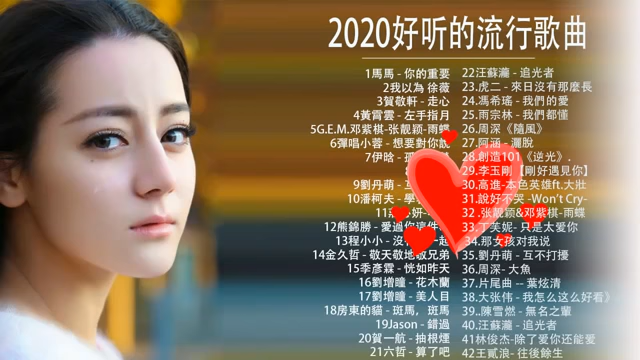 2020好听的流行歌曲
1馬馬 - 你的重要
2我以為 徐薇
3賀敬軒 - 走心
4黃霄雲 - 左手指月
5G.E.M.邓紫棋-张靓颖-雨蝶
6彈唱小蓉 - 想要對你說
7伊晗 -
9劉丹萌 -
10潘柯夫 -
12熊錦勝 - 愛過你這件
13程小小 -
14金久哲 - 敬天敬地敬兄弟
15季彥霖 - 恍如昨天
16劉增瞳 - 花木蘭
17劉增瞳 - 美人目
18房東的貓 - 斑馬，斑馬
19Jason - 錯過
20賀一航 - 抽根煙
21六哲 - 算了吧
22汪蘇瀧 - 追光者
23.虎二 - 來日沒有那麼長
24.馮希瑤 - 我們的愛
25.雨宗林 - 我們都懂
26.周深《隨風》
27.阿涵 - 灑脫
28.創造101《逆光》.
29.李玉剛【剛好遇見你】
30.高進-本色英雄ft.大壯
31.說好不哭 -Won't Cry-
32 .张靓颖&邓紫棋-雨蝶
33.丁芙妮- 只是太爱你
34.那女孩对我说
35.劉丹萌 - 互不打擾
36.周深- 大魚
37.片尾曲 -- 葉炫清
38.大张伟 - 我怎么这么好看》
39..陳雪燃 - 無名之輩
40.汪蘇瀧 - 追光者
41林俊杰-除了爱你还能爱
42王貳浪- 往後餘生